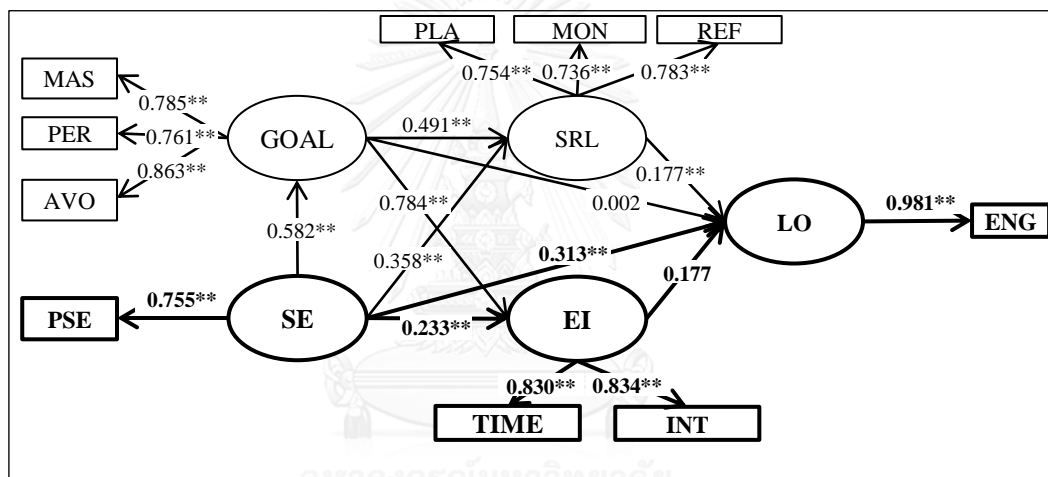 PLA MON REF
0.754** 0.736** 0.783**
MAS
0.785**
PER
0.761**
AVO
0.863**
GOAL
0.491**
SRL
0.177**
0.784**
0.002
0.582**
0.358**
0.313**
LO
0.981**
ENG
PSE
0.755**
SE
0.233**
EI
0.177
0.830** 0.834**
TIME
INT